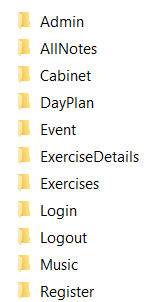 Admin
AllNotes
Cabinet
DayPlan
Event
ExerciseDetails
Exercises
Login
Logout
Music
Register